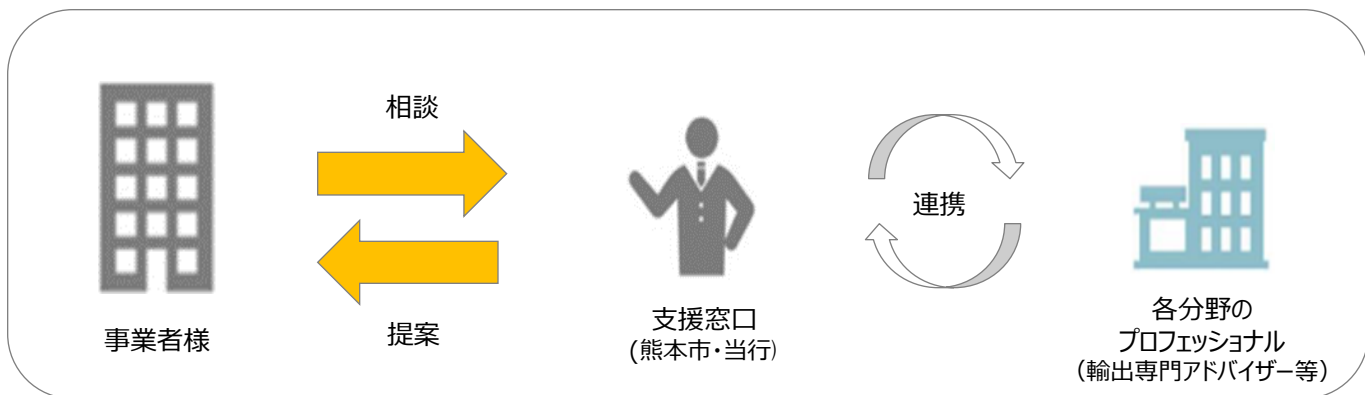 相談
事業者様
提案
支援窓口
(熊本市・当行)
連携
各分野の
プロフェッショナル
(輸出専門アドバイザー等)